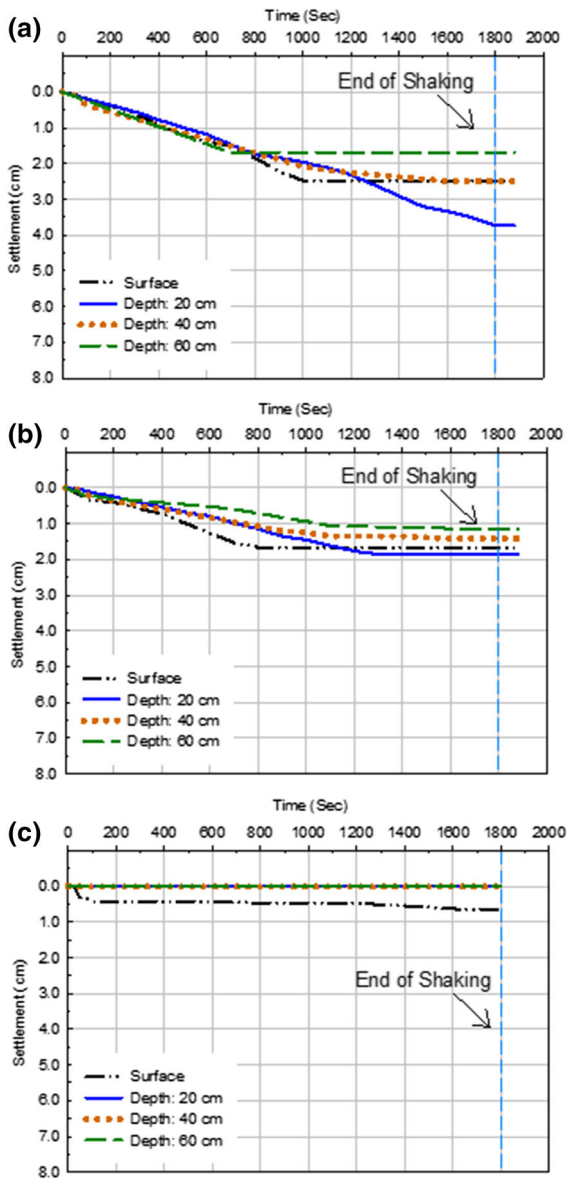 (a)
Time (Sec)
0 200 400 600 800 1000 1200 1400 1600 1800 2000
End of Shaking
Settlement (cm)
0.0
1.0
2.0
3.0
4.0
5.0
6.0
7.0
8.0
Surface
Depth: 20 cm
Depth: 40 cm
Depth: 60 cm
(b)
Time (Sec)
0 200 400 600 800 1000 1200 1400 1600 1800 2000
End of Shaking
Settlement (cm)
0.0
1.0
2.0
3.0
4.0
5.0
6.0
7.0
8.0
Surface
Depth: 20 cm
Depth: 40 cm
Depth: 60 cm
(c)
Time (Sec)
0 200 400 600 800 1000 1200 1400 1600 1800 2000
End of Shaking
Settlement (cm)
0.0
1.0
2.0
3.0
4.0
5.0
6.0
7.0
8.0
Surface
Depth: 20 cm
Depth: 40 cm
Depth: 60 cm